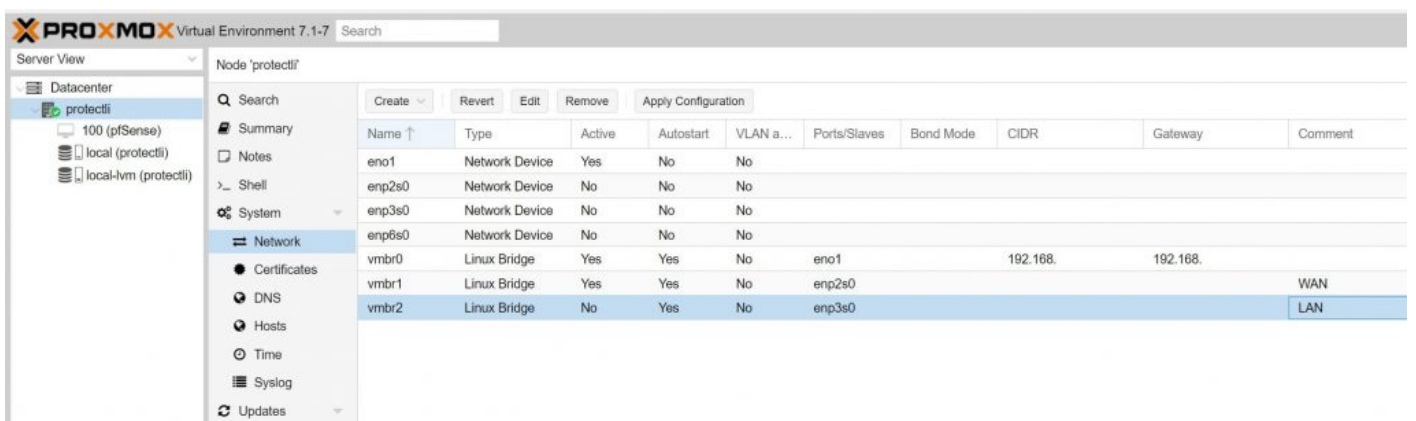 PROXMOX Virtual Environment 7.1-7 Search
Server View
Datacenter
protectli
100 (pfSense)
local (protectli)
local-lvm (protectli)
Node 'protectli'
Search
Summary
Notes
>_ Shell
System
Network
Certificates
DNS
Hosts
Time
Syslog
Updates
Create Revert Edit Remove Apply Configuration
Name ↑ Type Active Autostart VLAN a... Ports/Slaves Bond Mode CIDR Gateway Comment
eno1 Network Device Yes No No
enp2s0 Network Device No No No
enp3s0 Network Device No No No
enp6s0 Network Device No No No
vmbr0 Linux Bridge Yes Yes No eno1 192.168. 192.168.
vmbr1 Linux Bridge Yes Yes No enp2s0 WAN
vmbr2 Linux Bridge No Yes No enp3s0 LAN